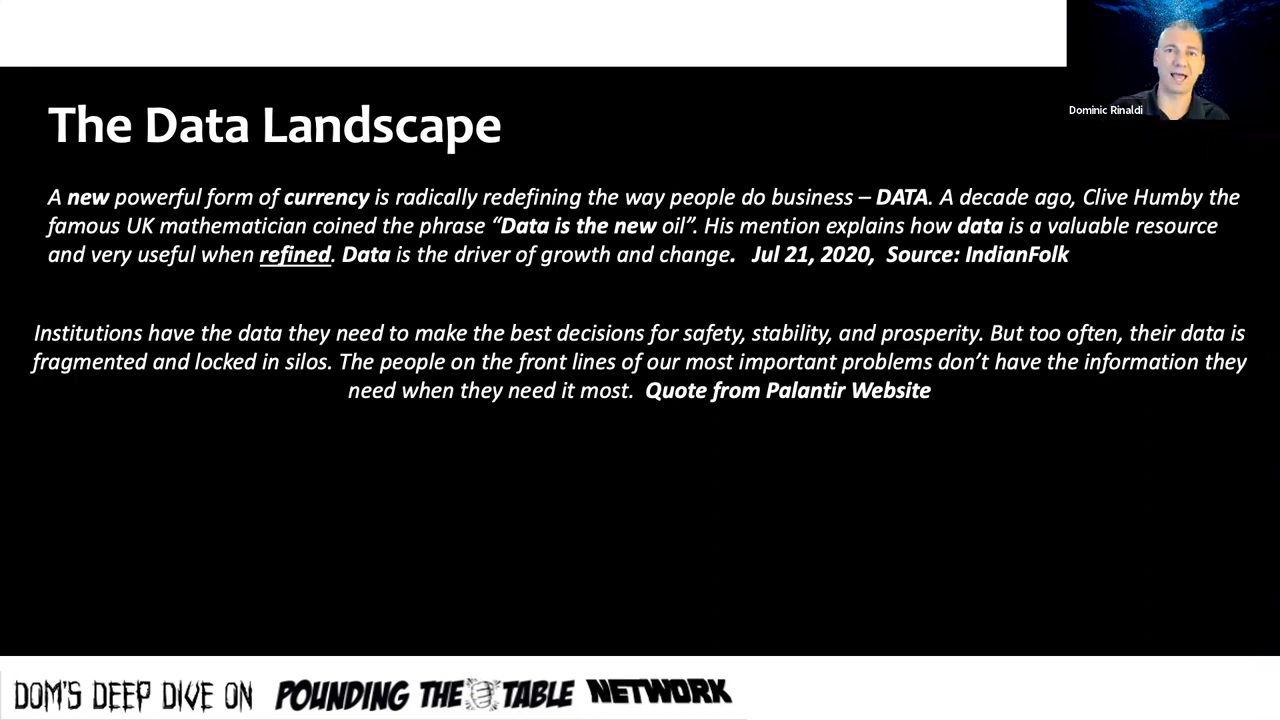 Dominic Rinaldi
The Data Landscape
A new powerful form of currency is radically redefining the way people do business – DATA. A decade ago, Clive Humby the
famous UK mathematician coined the phrase “Data is the new oil”. His mention explains how data is a valuable resource
and very useful when refined. Data is the driver of growth and change. Jul 21, 2020, Source: IndianFolk
Institutions have the data they need to make the best decisions for safety, stability, and prosperity. But too often, their data is
fragmented and locked in silos. The people on the front lines of our most important problems don’t have the information they
need when they need it most. Quote from Palantir Website
DOM'S DEEP DIVE ON POUNDING THE TABLE NETWORK